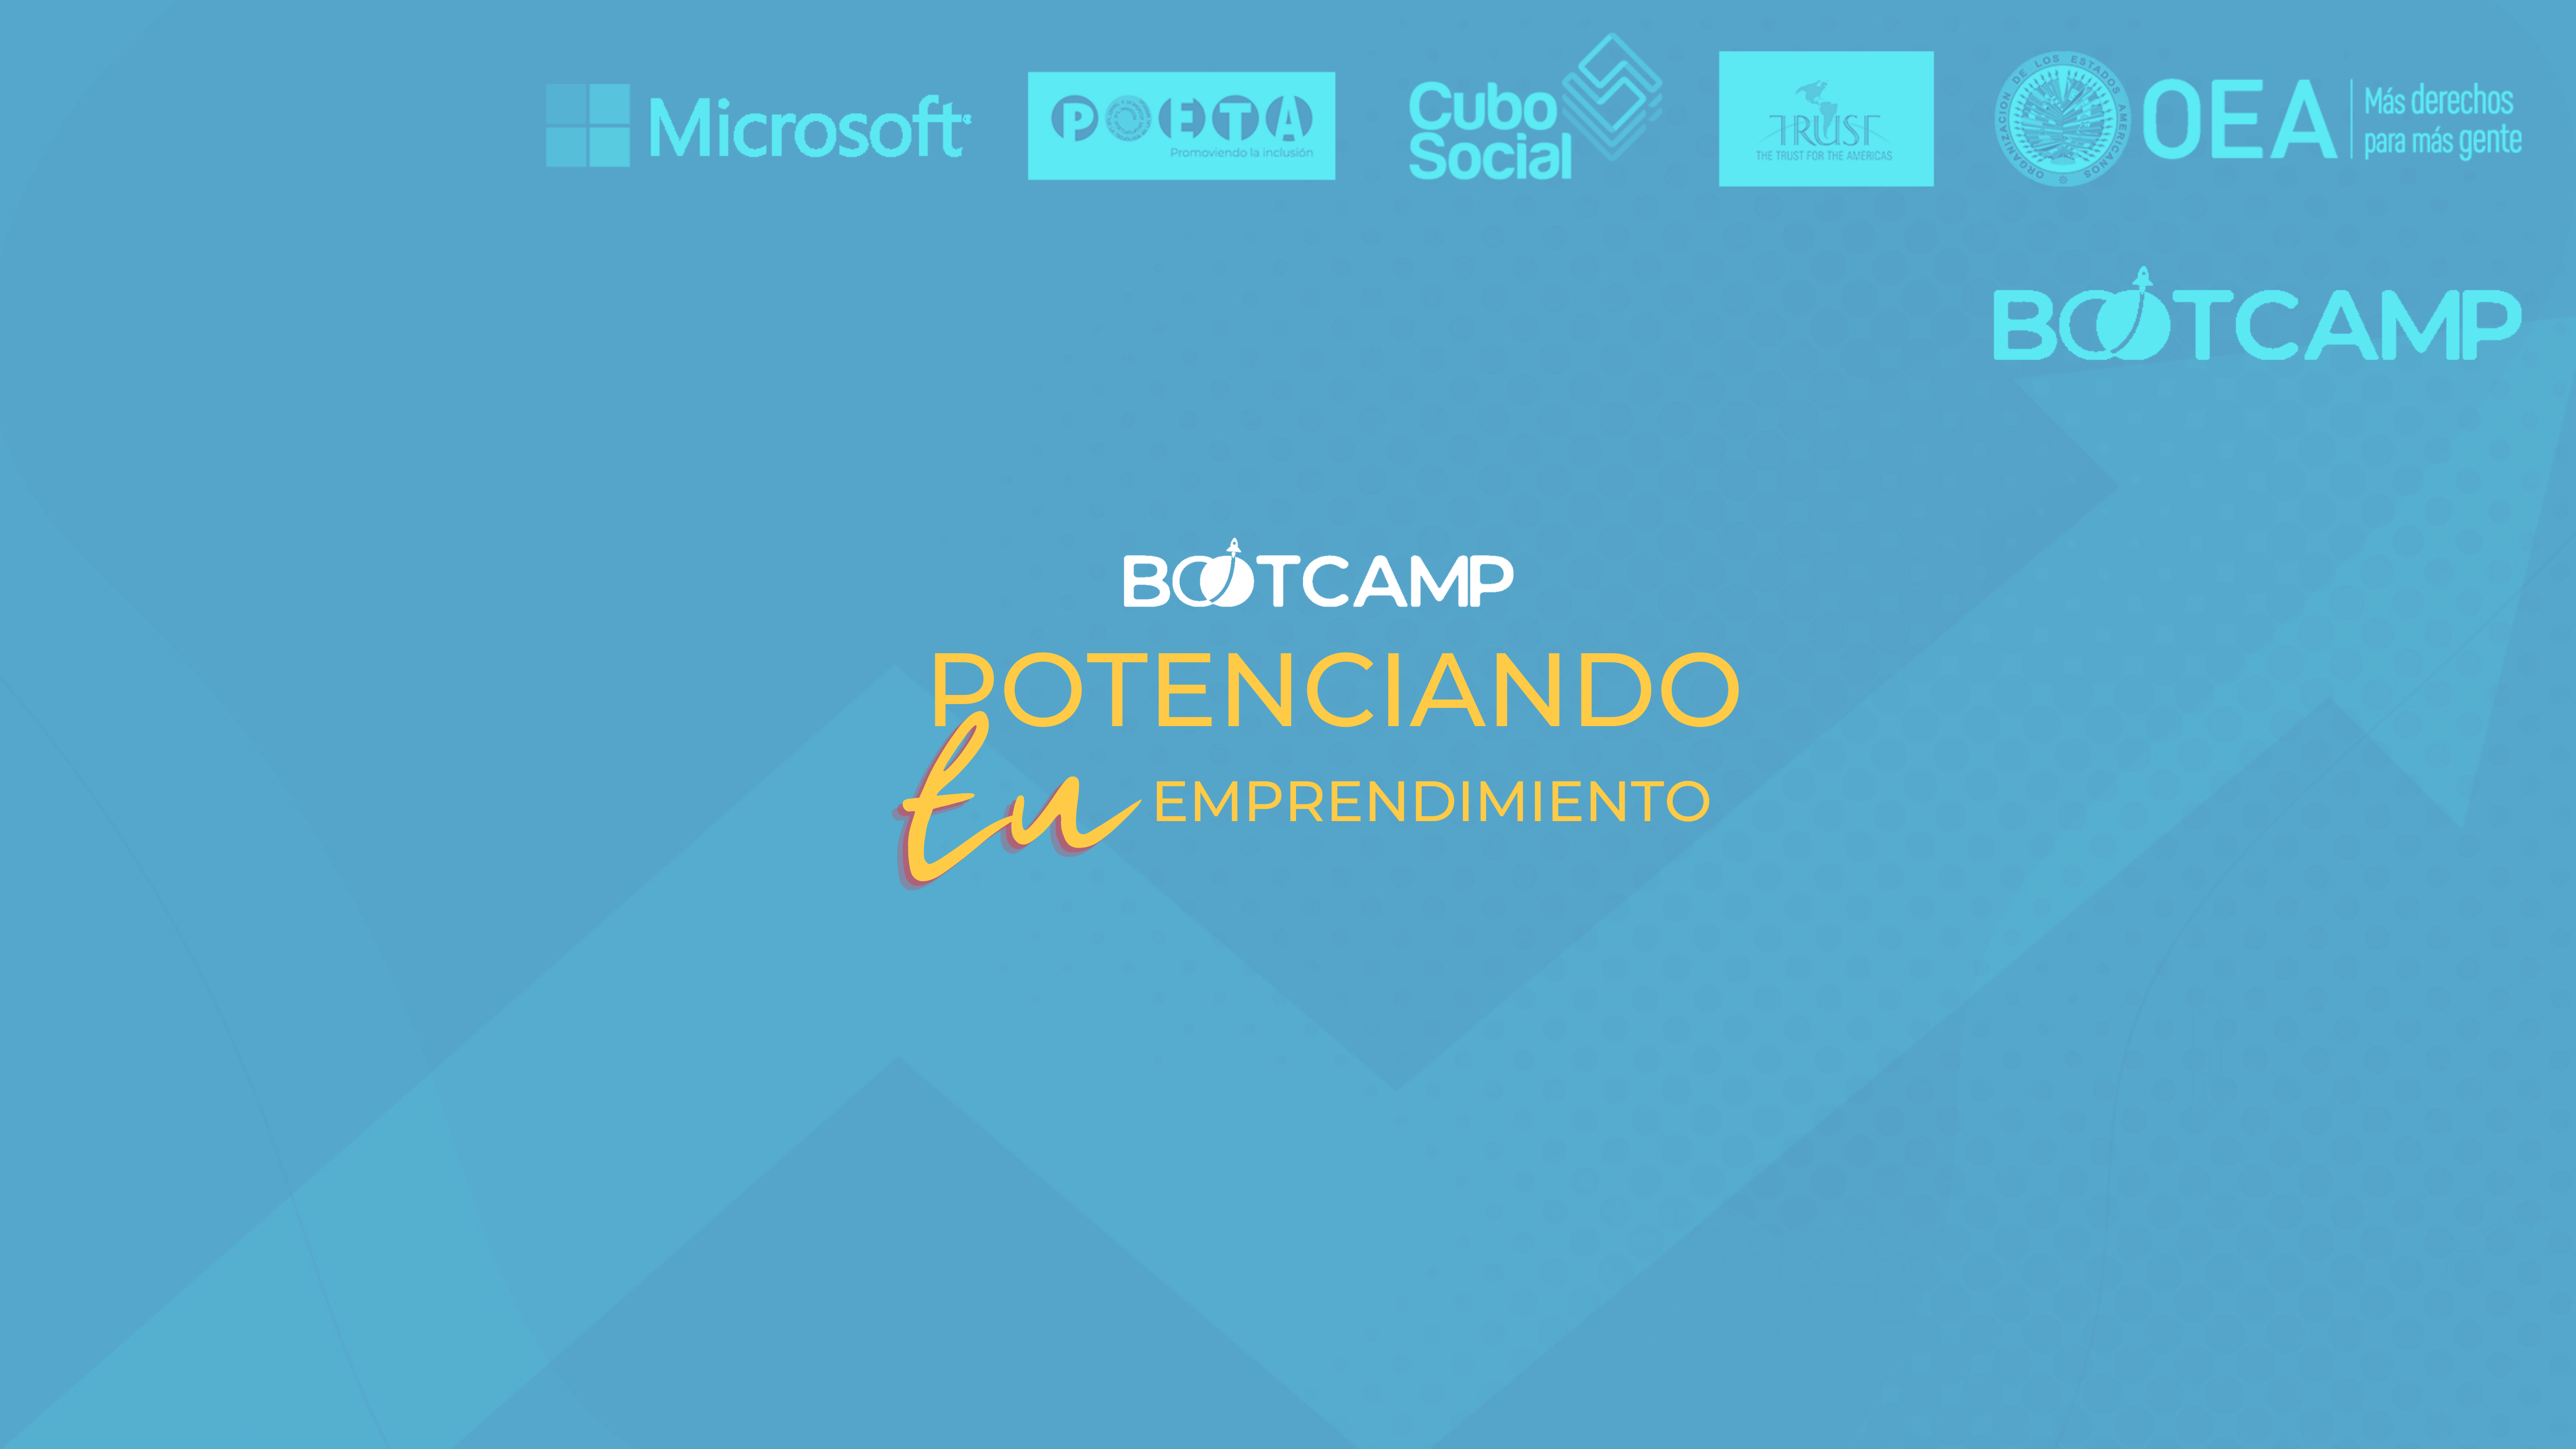 Microsoft
POETA
Promoviendo la inclusión
Cubo
Social
TRUST
THE TRUST FOR THE AMERICAS
ORGANIZACION DE LOS ESTADOS AMERICANOS
OEA
Más derechos
para más gente
BOOTCAMP
BOOTCAMP
POTENCIANDO
tu EMPRENDIMIENTO